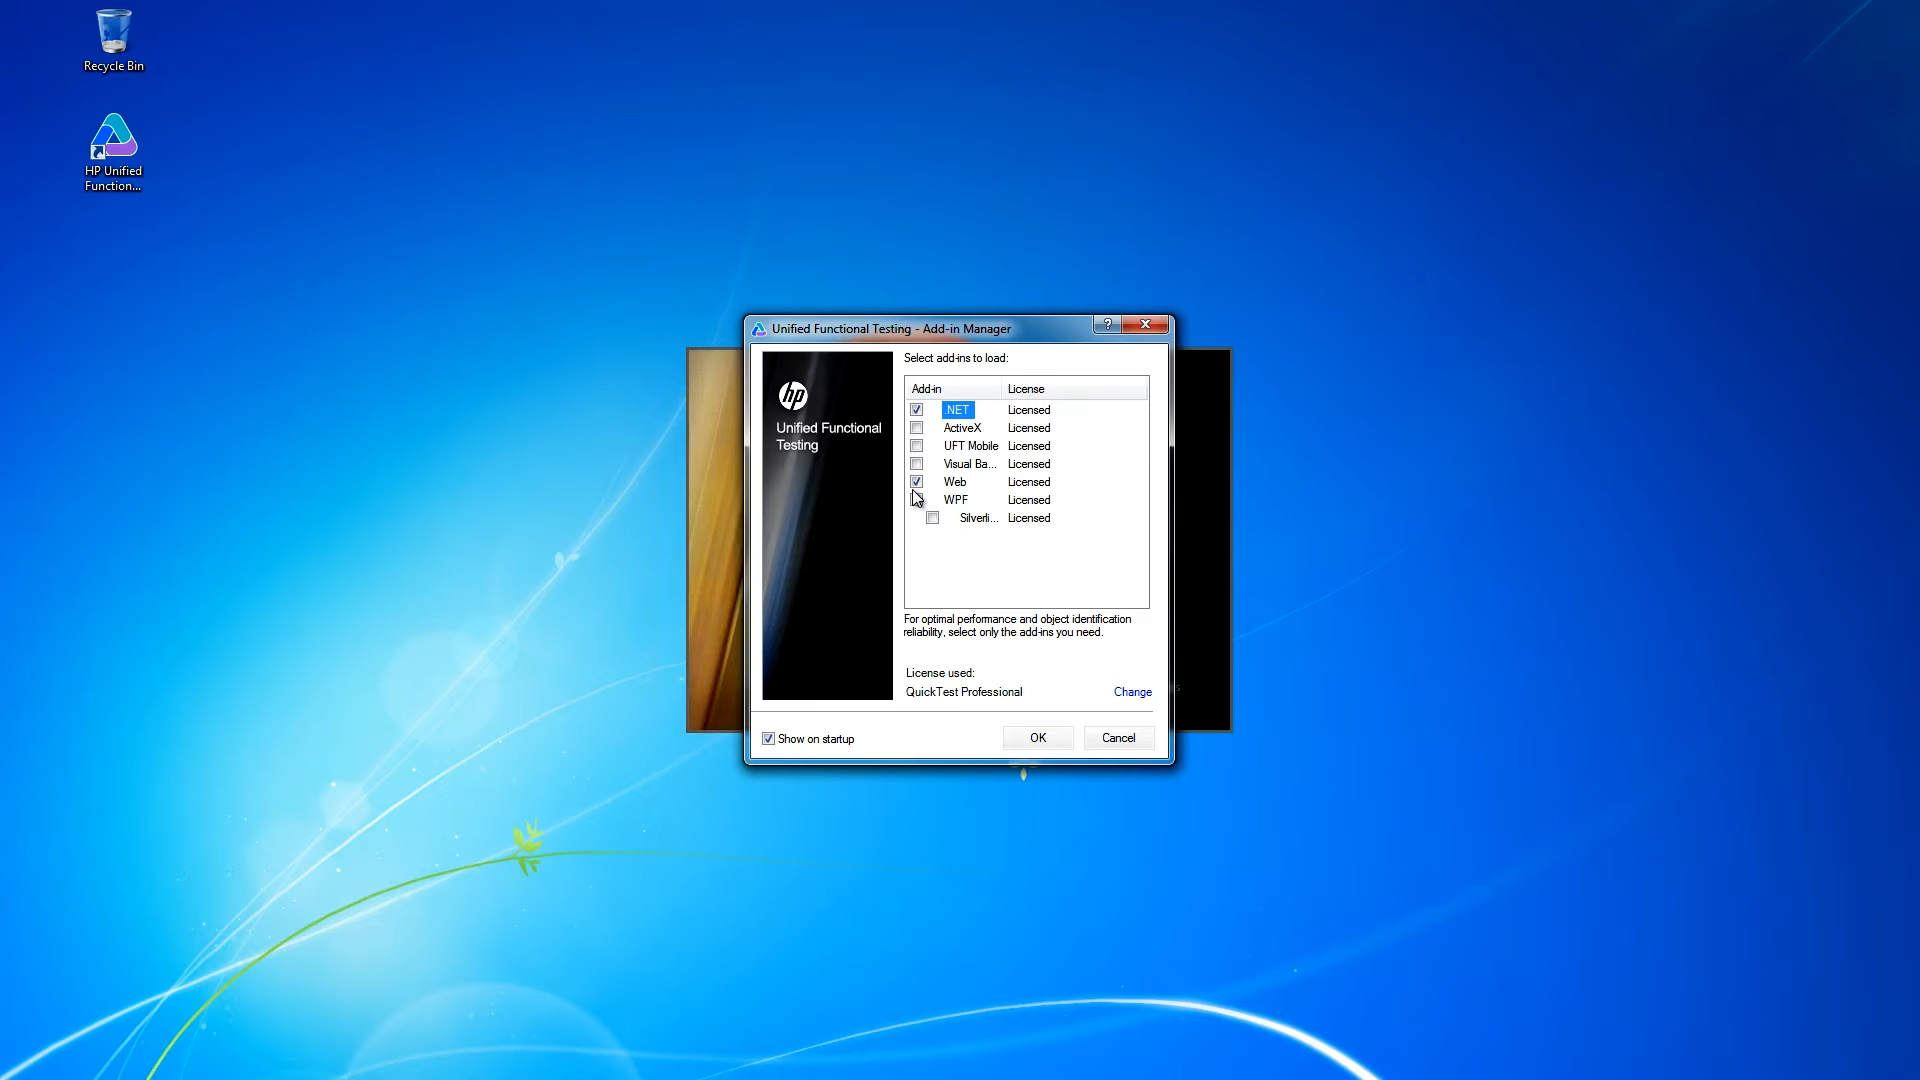 Recycle Bin
HP Unified
Function...
Unified Functional Testing - Add-in Manager
?
hp
Unified Functional
Testing
Select add-ins to load:
Add-in License
.NET Licensed
ActiveX Licensed
UFT Mobile Licensed
Visual Ba... Licensed
Web Licensed
WPF Licensed
Silverli... Licensed
For optimal performance and object identification
reliability, select only the add-ins you need.
License used:
QuickTest Professional Change
Show on startup OK Cancel